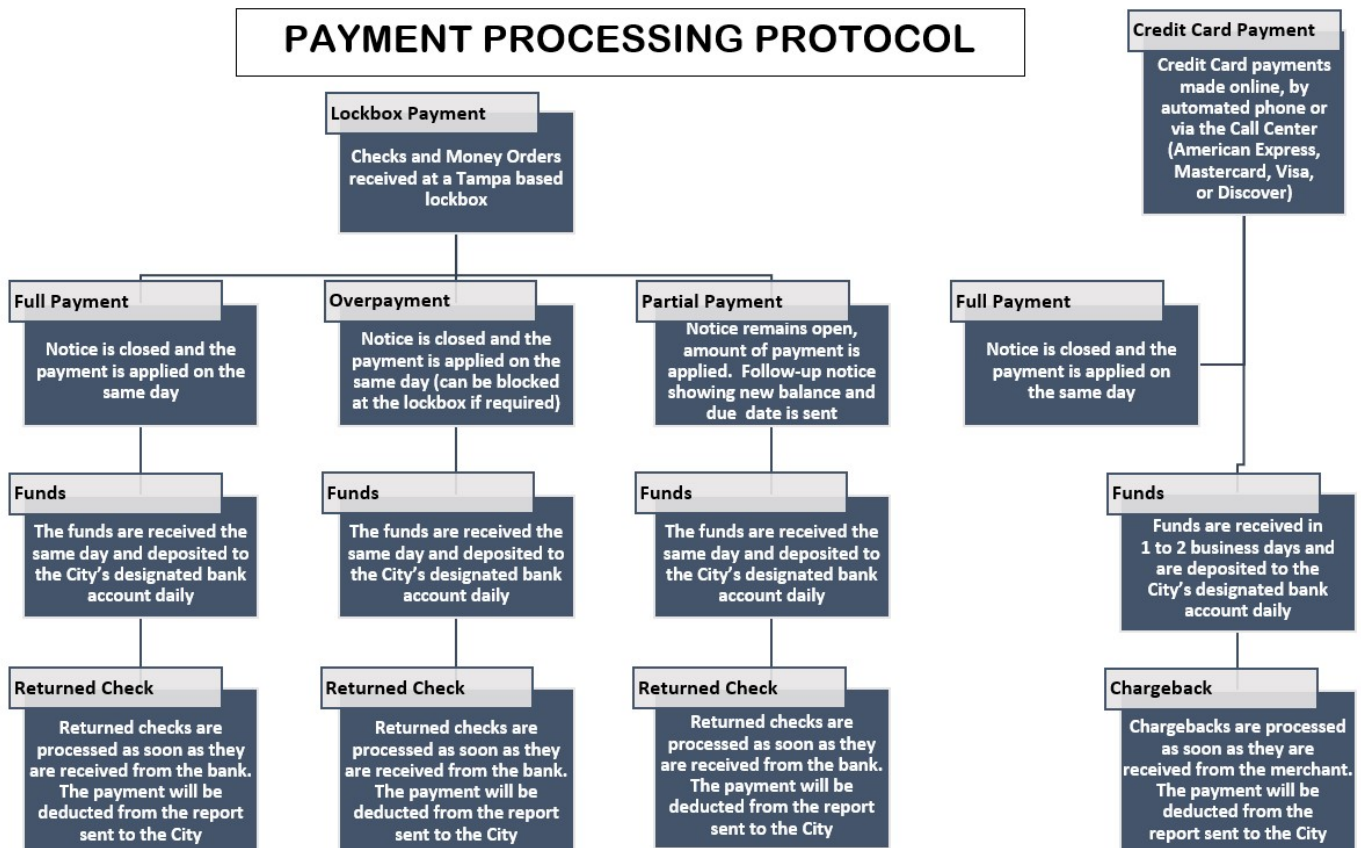 PAYMENT PROCESSING PROTOCOL
Lockbox Payment
Checks and Money Orders
received at a Tampa based
lockbox
Full Payment
Notice is closed and the
payment is applied on the
same day
Funds
The funds are received the
same day and deposited to
the City's designated bank
account daily
Returned Check
Returned checks are
processed as soon as they
are received from the bank.
The payment will be
deducted from the report
sent to the City
Overpayment
Notice is closed and the
payment is applied on the
same day (can be blocked
at the lockbox if required)
Funds
The funds are received the
same day and deposited to
the City's designated bank
account daily
Returned Check
Returned checks are
processed as soon as they
are received from the bank.
The payment will be
deducted from the report
sent to the City
Partial Payment
Notice remains open,
amount of payment is
applied. Follow-up notice
showing new balance and
due date is sent
Funds
The funds are received the
same day and deposited to
the City's designated bank
account daily
Returned Check
Returned checks are
processed as soon as they
are received from the bank.
The payment will be
deducted from the report
sent to the City
Credit Card Payment
Credit Card payments
made online, by
automated phone or
via the Call Center
(American Express,
Mastercard, Visa,
or Discover)
Full Payment
Notice is closed and the
payment is applied on
the same day
Funds
Funds are received in
1 to 2 business days and
are deposited to the
City's designated bank
account daily
Chargeback
Chargebacks are processed
as soon as they are
received from the merchant.
The payment will be
deducted from the
report sent to the City